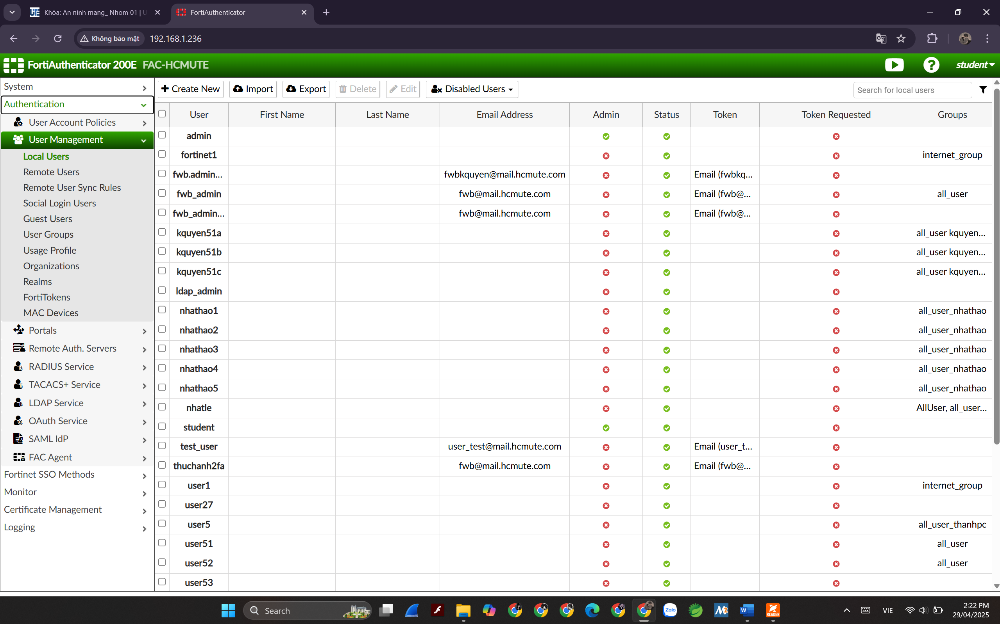 Khóa: An ninh mang_ Nhom 01 | U
FortiAuthenticator
Không bảo mật
192.168.1.236
FortiAuthenticator 200E FAC-HCMUTE
student
System
Authentication
User Account Policies
User Management
Local Users
Remote Users
Remote User Sync Rules
Social Login Users
Guest Users
User Groups
Usage Profile
Organizations
Realms
FortiTokens
MAC Devices
Portals
Remote Auth. Servers
RADIUS Service
TACACS+ Service
LDAP Service
OAuth Service
SAML IdP
FAC Agent
Fortinet SSO Methods
Monitor
Certificate Management
Logging
Create New Import Export Delete Edit Disabled Users Search for local users
User First Name Last Name Email Address Admin Status Token Token Requested Groups
admin
fortinet1 internet_group
fwb.admin... fwbkquyen@mail.hcmute.com Email (fwbkq...
fwb_admin fwb@mail.hcmute.com Email (fwb@... all_user
fwb_admin... fwb@mail.hcmute.com Email (fwb@...
kquyen51a all_user kquyen...
kquyen51b all_user kquyen...
kquyen51c all_user kquyen...
ldap_admin
nhathao1 all_user_nhathao
nhathao2 all_user_nhathao
nhathao3 all_user_nhathao
nhathao4 all_user_nhathao
nhathao5 all_user_nhathao
nhatle AllUser, all_user...
student
test_user user_test@mail.hcmute.com Email (user_t...
thuchanh2fa fwb@mail.hcmute.com Email (fwb@...
user1 internet_group
user27
user5 all_user_thanhpc
user51 all_user
user52 all_user
user53
Search
Zalo
READER
VIE
2:22 PM
29/04/2025